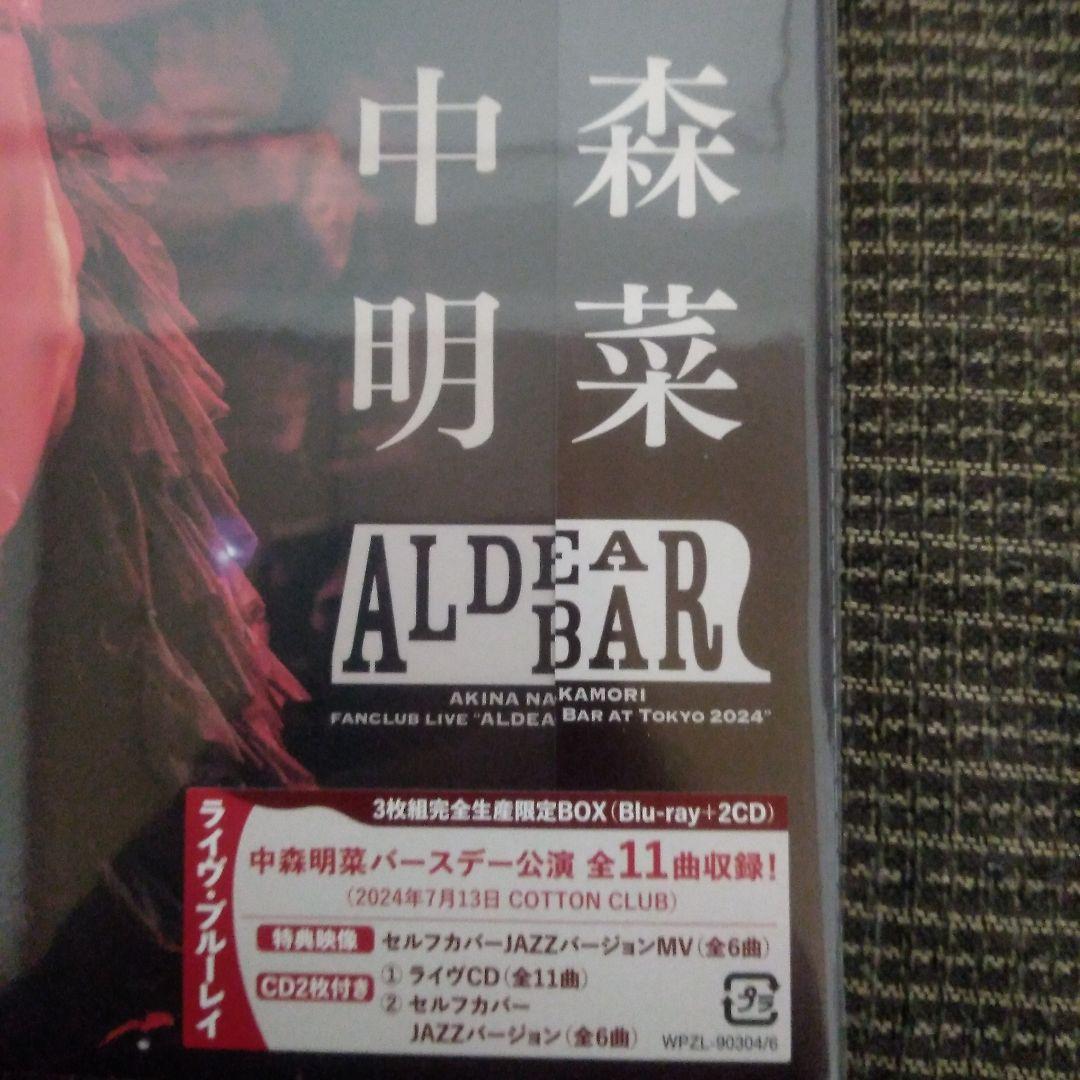 中森
明菜
ALDEA
BAR
AKINA NAKAMORI
FANCLUB LIVE "ALDEA BAR AT TOKYO 2024"
ライヴ・ブルーレイ
3枚組完全生産限定BOX(Blu-ray+2CD)
中森明菜バースデー公演 全11曲収録!
(2024年7月13日 COTTON CLUB)
特典映像 セルフカバーJAZZバージョンMV(全6曲)
CD2枚付き ① ライヴCD(全11曲)
② セルフカバー
JAZZバージョン(全6曲)
プラ
WPZL-90304/6